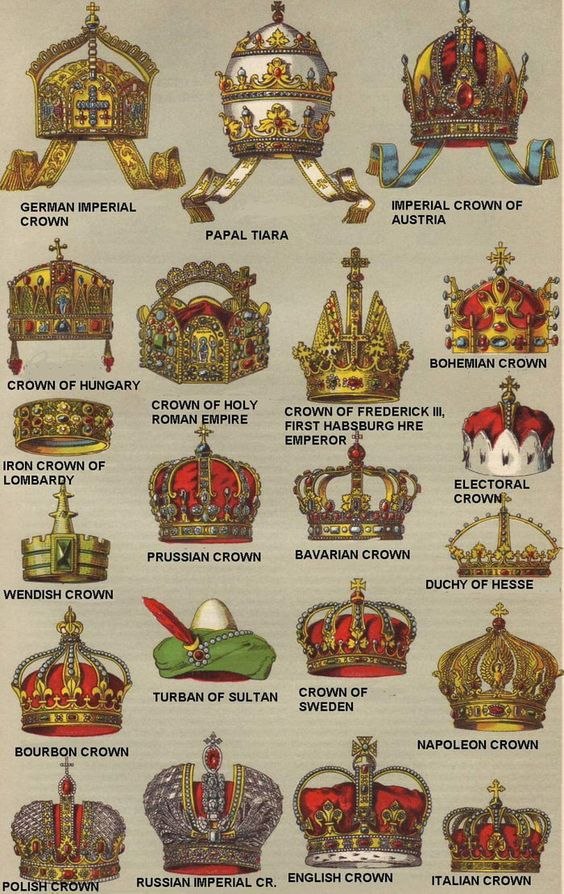 GERMAN IMPERIAL
CROWN
PAPAL TIARA
IMPERIAL CROWN OF
AUSTRIA
CROWN OF HUNGARY
CROWN OF HOLY
ROMAN EMPIRE
CROWN OF FREDERICK III,
FIRST HABSBURG HRE
EMPEROR
BOHEMIAN CROWN
IRON CROWN OF
LOMBARDY
PRUSSIAN CROWN
BAVARIAN CROWN
ELECTORAL
CROWN
WENDISH CROWN
DUCHY OF HESSE
BOURBON CROWN
TURBAN OF SULTAN
CROWN OF
SWEDEN
NAPOLEON CROWN
POLISH CROWN
RUSSIAN IMPERIAL CR.
ENGLISH CROWN
ITALIAN CROWN